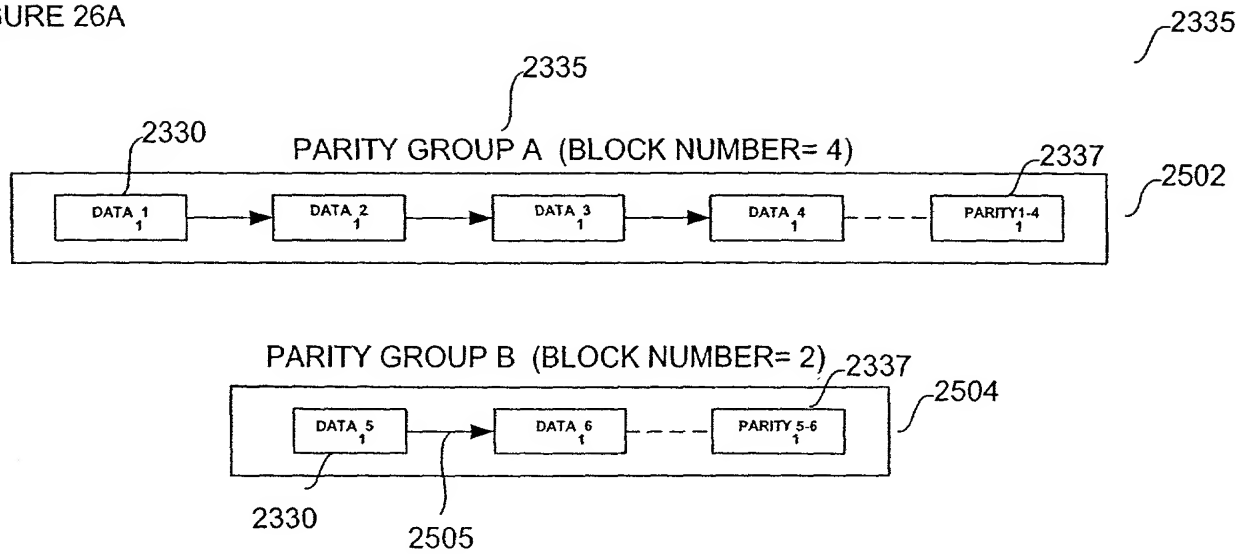 GURE 26A
2335
2335
2330
PARITY GROUP A (BLOCK NUMBER= 4)
2337
2502
DATA 1
1
DATA 2
1
DATA 3
1
DATA 4
1
PARITY1-4
1
PARITY GROUP B (BLOCK NUMBER= 2)
2337
2504
DATA 5
1
DATA 6
1
PARITY 5-6
1
2330
2505